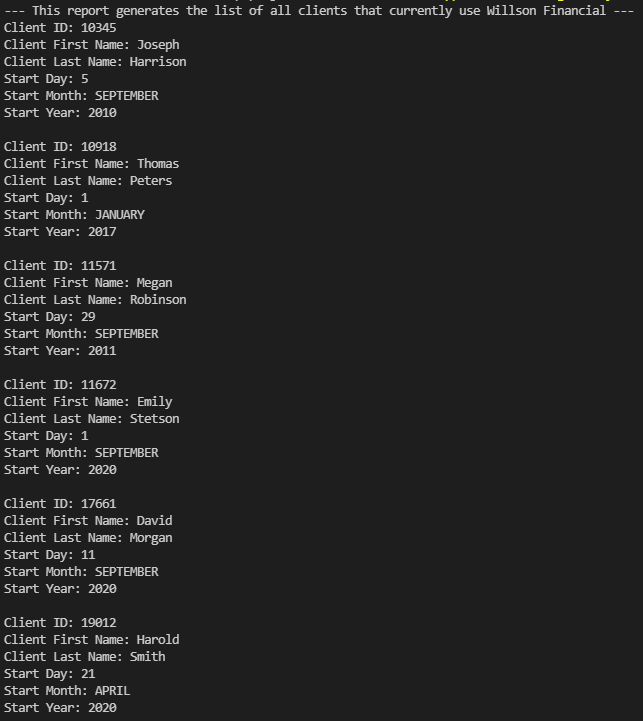 --- This report generates the list of all clients that currently use Willson Financial ---
Client ID: 10345
Client First Name: Joseph
Client Last Name: Harrison
Start Day: 5
Start Month: SEPTEMBER
Start Year: 2010
Client ID: 10918
Client First Name: Thomas
Client Last Name: Peters
Start Day: 1
Start Month: JANUARY
Start Year: 2017
Client ID: 11571
Client First Name: Megan
Client Last Name: Robinson
Start Day: 29
Start Month: SEPTEMBER
Start Year: 2011
Client ID: 11672
Client First Name: Emily
Client Last Name: Stetson
Start Day: 1
Start Month: SEPTEMBER
Start Year: 2020
Client ID: 17661
Client First Name: David
Client Last Name: Morgan
Start Day: 11
Start Month: SEPTEMBER
Start Year: 2020
Client ID: 19012
Client First Name: Harold
Client Last Name: Smith
Start Day: 21
Start Month: APRIL
Start Year: 2020